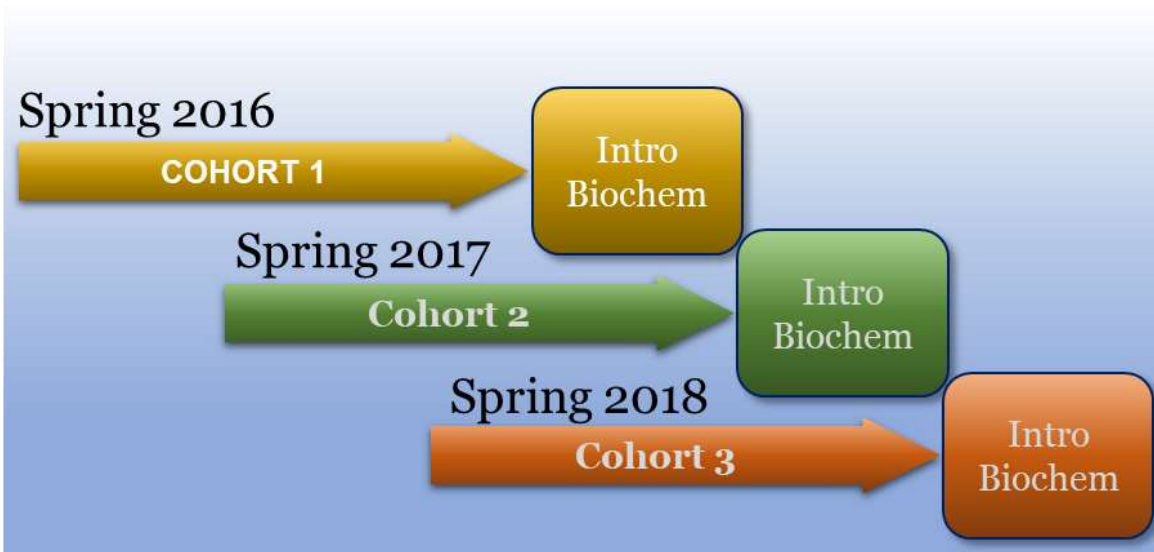 Spring 2016
COHORT 1
Intro
Biochem
Spring 2017
Cohort 2
Intro
Biochem
Spring 2018
Cohort 3
Intro
Biochem